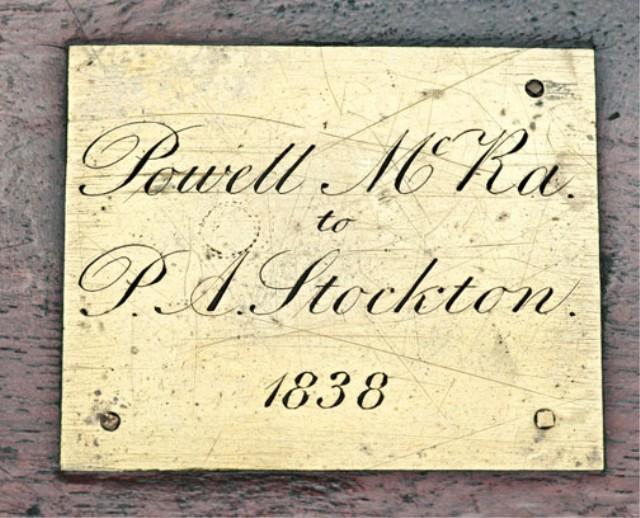 Powell McRa.
to
P. A. Stockton.
1838